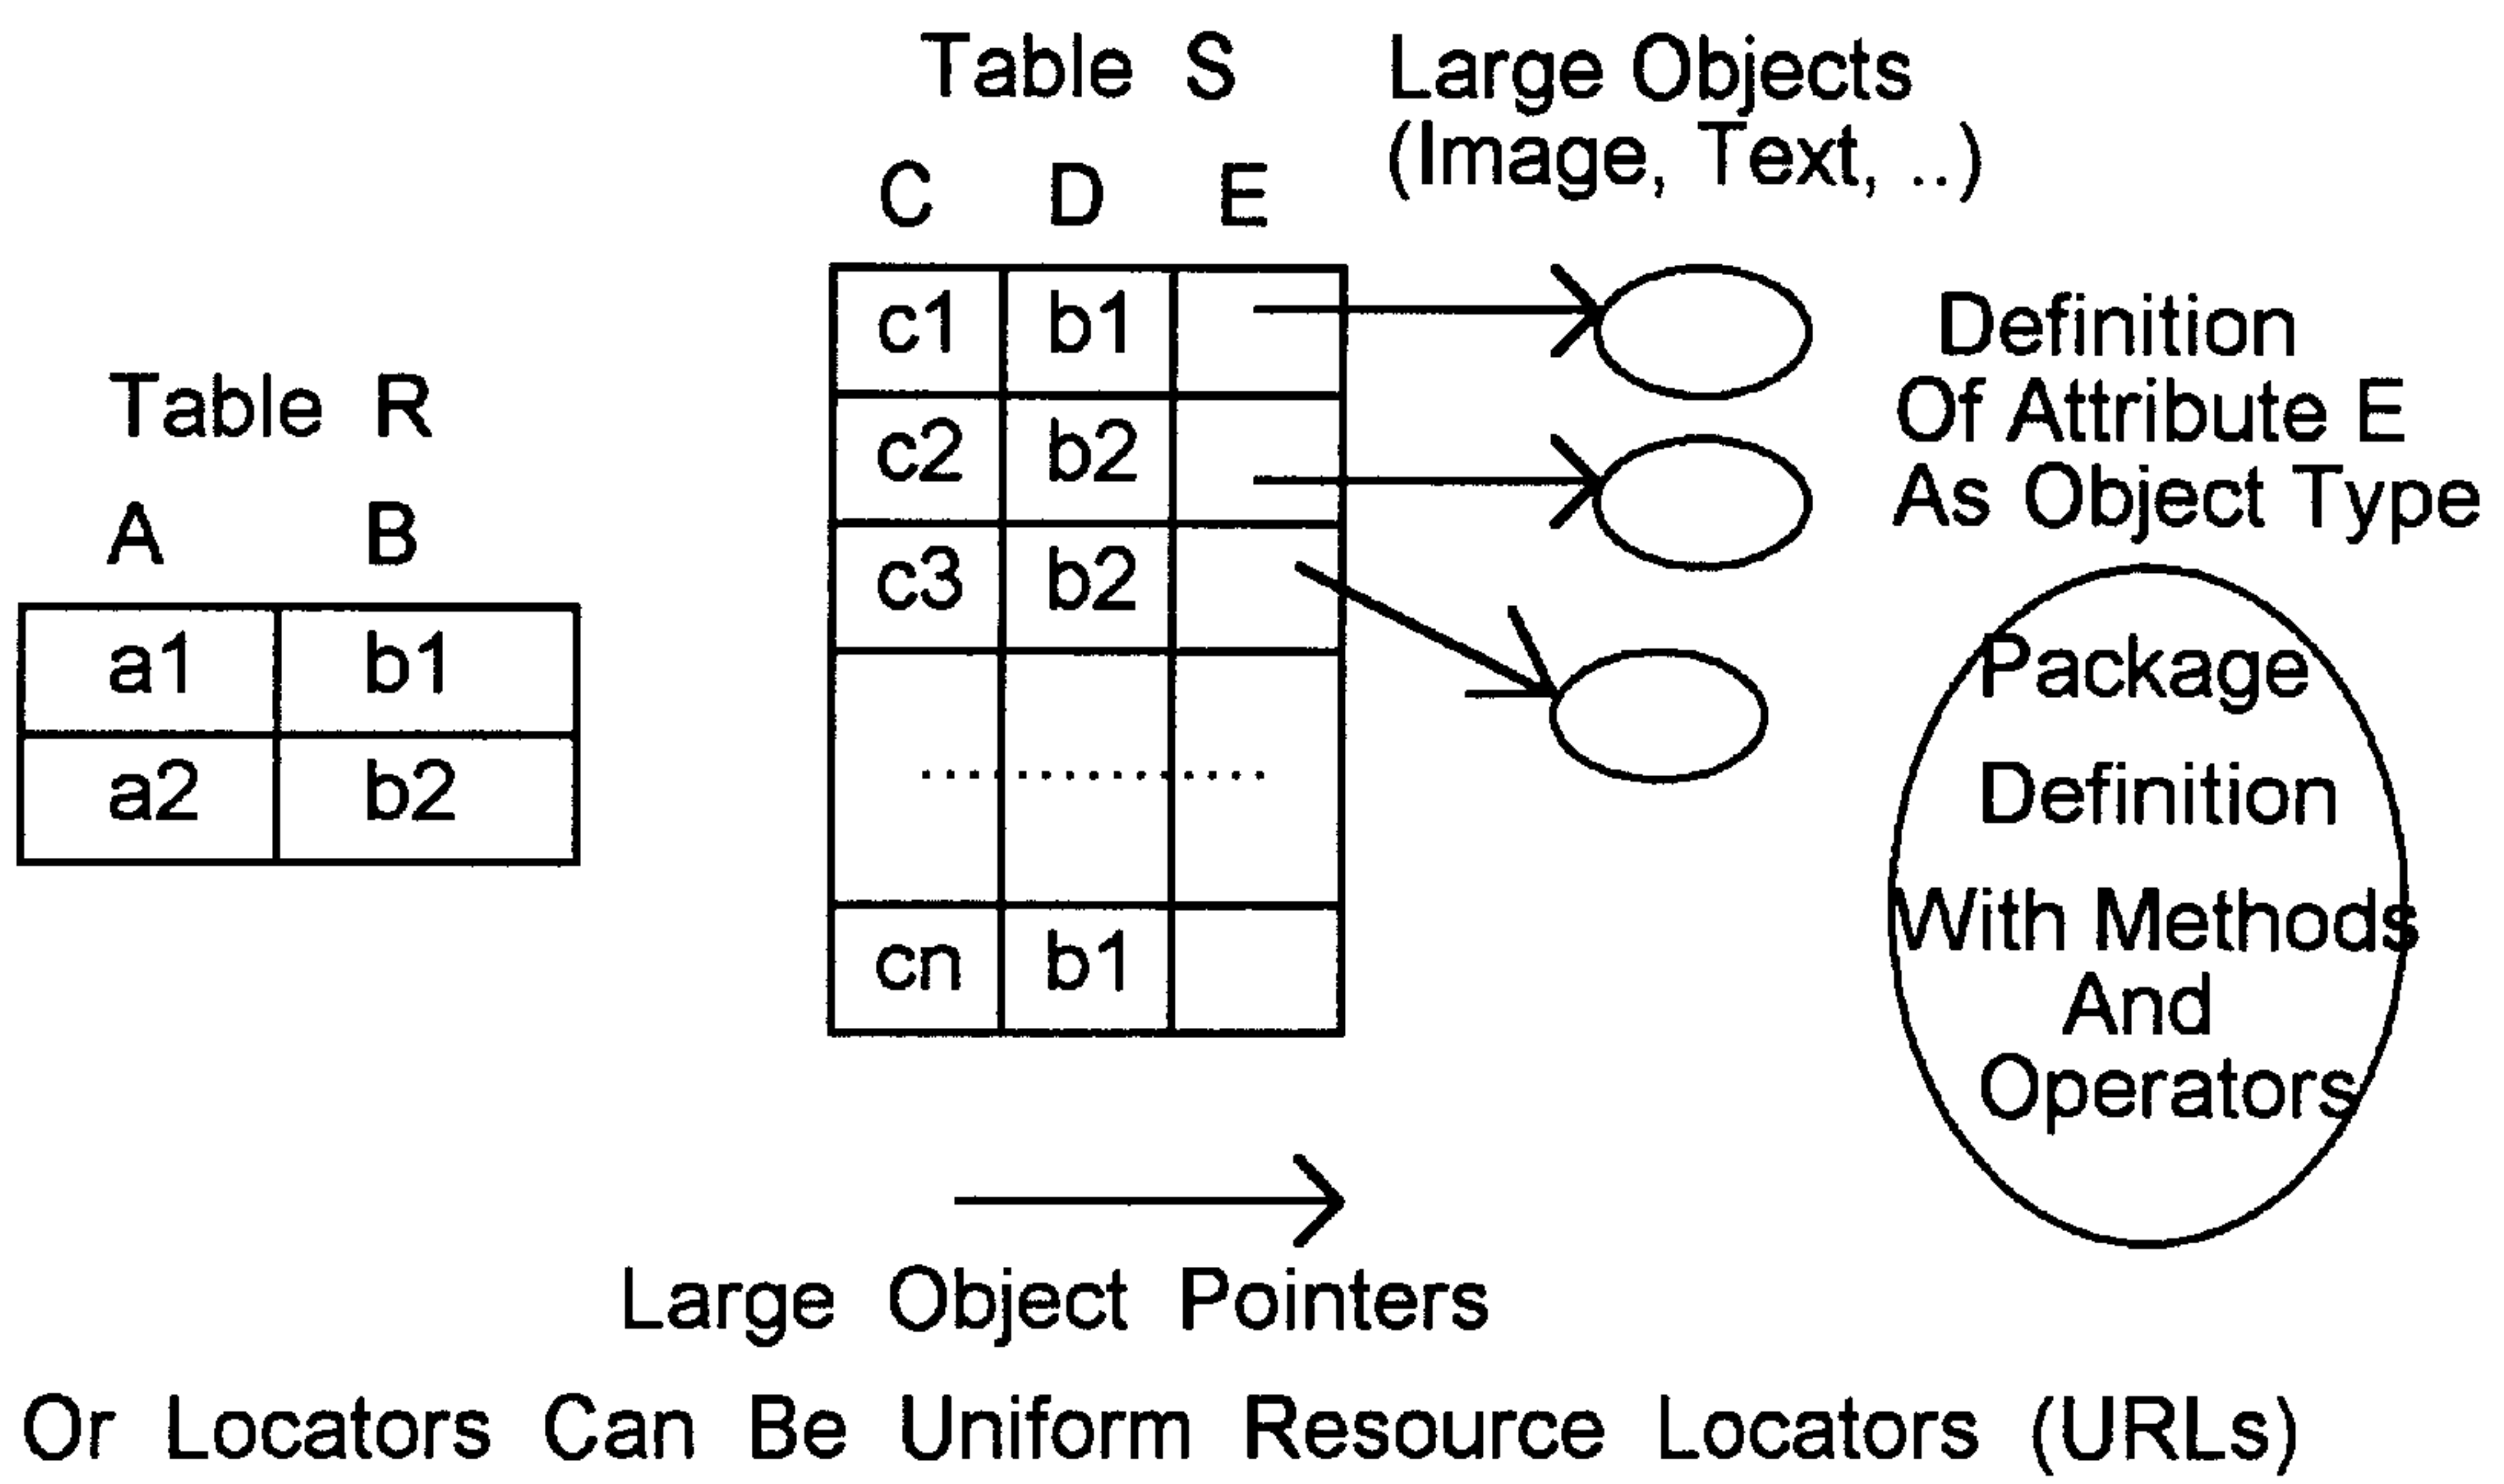 Table R
A B
a1 b1
a2 b2
Table S
C D E
c1 b1
c2 b2
c3 b2
..............
cn b1
Large Objects
(Image, Text, ..)
Definition
Of Attribute E
As Object Type
Package
Definition
With Methods
And
Operators
Large Object Pointers
Or Locators Can Be Uniform Resource Locators (URLs)